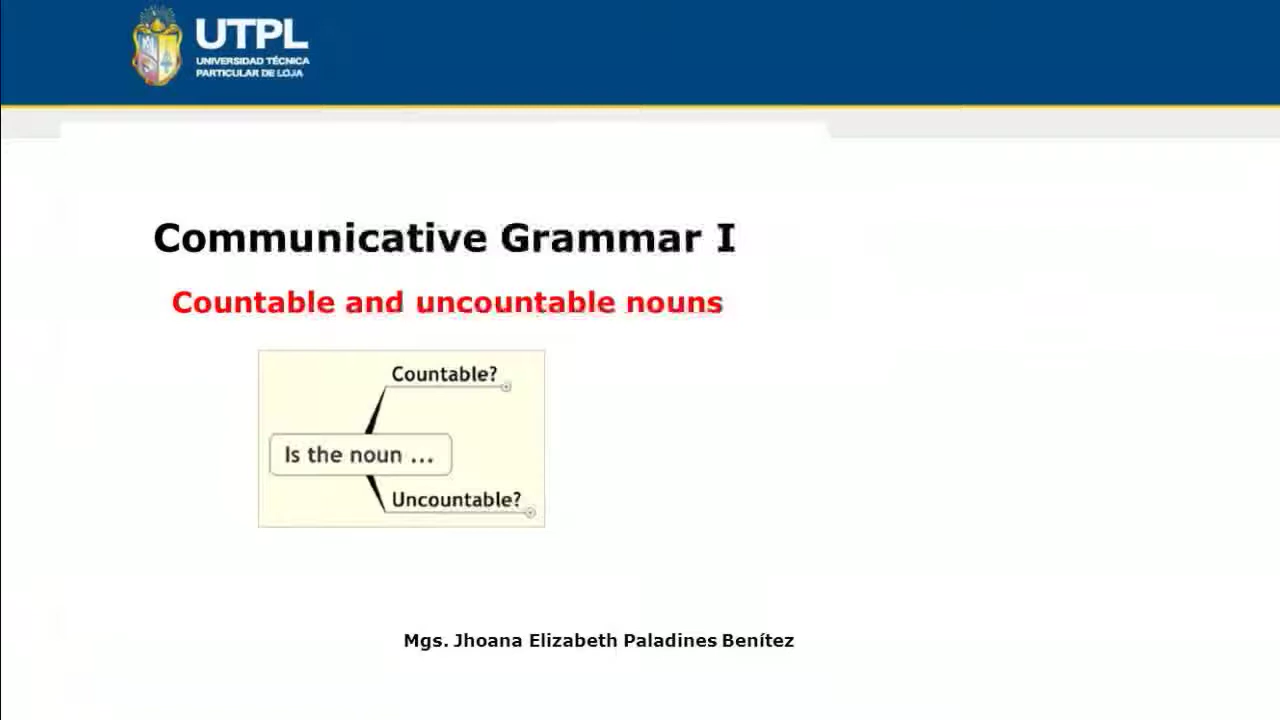 UTPL
UNIVERSIDAD TÉCNICA
PARTICULAR DE LOJA
Communicative Grammar I
Countable and uncountable nouns
Countable?
Is the noun ...
Uncountable?
Mgs. Jhoana Elizabeth Paladines Benítez